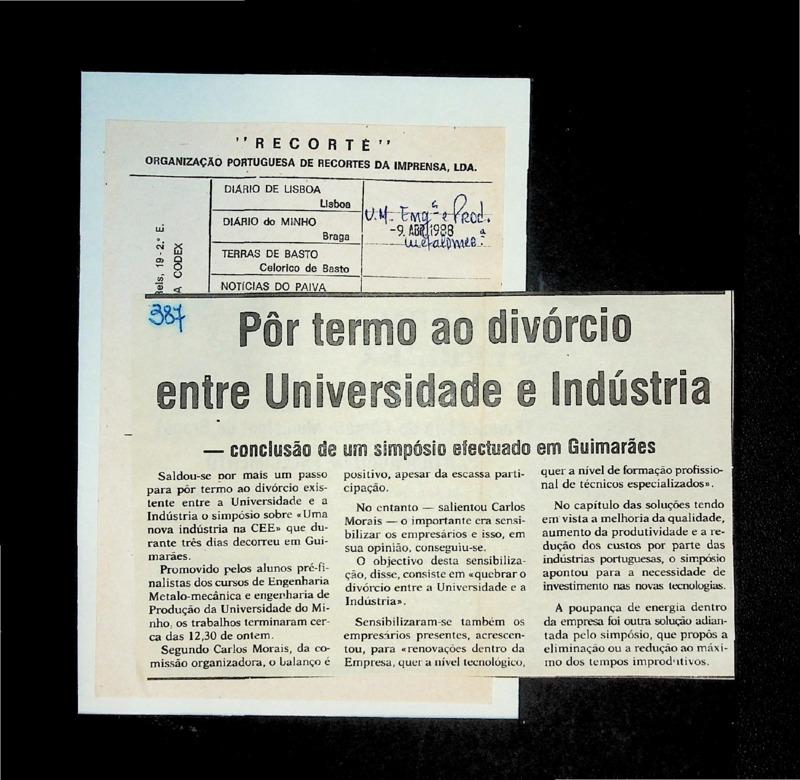 "RECORTE"
ORGANIZAÇÃO PORTUGUESA DE RECORTES DA IMPRENSA, LDA.
eis, 19 - 2.º E.
A CODEX
DIÁRIO DE LISBOA
Lisboa
DIÁRIO do MINHO
Braga
TERRAS DE BASTO
Celorico de Basto
NOTÍCIAS DO PAIVA
U.M. Engª e Prod.
-9. ABR. 1988
metalomec.ª
387
Pôr termo ao divórcio
entre Universidade e Indústria
— conclusão de um simpósio efectuado em Guimarães
Saldou-se por mais um passo
para pôr termo ao divórcio exis-
tente entre a Universidade e a
Indústria o simpósio sobre «Uma
nova indústria na CEE» que du-
rante três dias decorreu em Gui-
marães.
Promovido pelos alunos pré-fi-
nalistas dos cursos de Engenharia
Metalo-mecânica e engenharia de
Produção da Universidade do Mi-
nho, os trabalhos terminaram cer-
ca das 12,30 de ontem.
Segundo Carlos Morais, da co-
missão organizadora, o balanço é
positivo, apesar da escassa parti-
cipação.
No entanto — salientou Carlos
Morais — o importante era sensi-
bilizar os empresários e isso, em
sua opinião, conseguiu-se.
O objectivo desta sensibiliza-
ção, disse, consiste em «quebrar o
divórcio entre a Universidade e a
Indústria».
Sensibilizaram-se também os
empresários presentes, acrescen-
tou, para «renovações dentro da
Empresa, quer a nível tecnológico,
quer a nível de formação profissio-
nal de técnicos especializados».
No capítulo das soluções tendo
em vista a melhoria da qualidade,
aumento da produtividade e a re-
dução dos custos por parte das
indústrias portuguesas, o simpósio
apontou para a necessidade de
investimento nas novas tecnologias.
A poupança de energia dentro
da empresa foi outra solução adian-
tada pelo simpósio, que propôs a
eliminação ou a redução ao máxi-
mo dos tempos improdutivos.